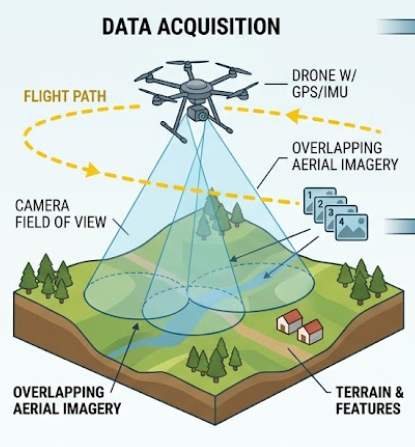 DATA ACQUISITION
DRONE W/
GPS/IMU
FLIGHT PATH
OVERLAPPING
AERIAL IMAGERY
1
2
3
4
CAMERA
FIELD OF VIEW
OVERLAPPING
AERIAL IMAGERY
TERRAIN &
FEATURES